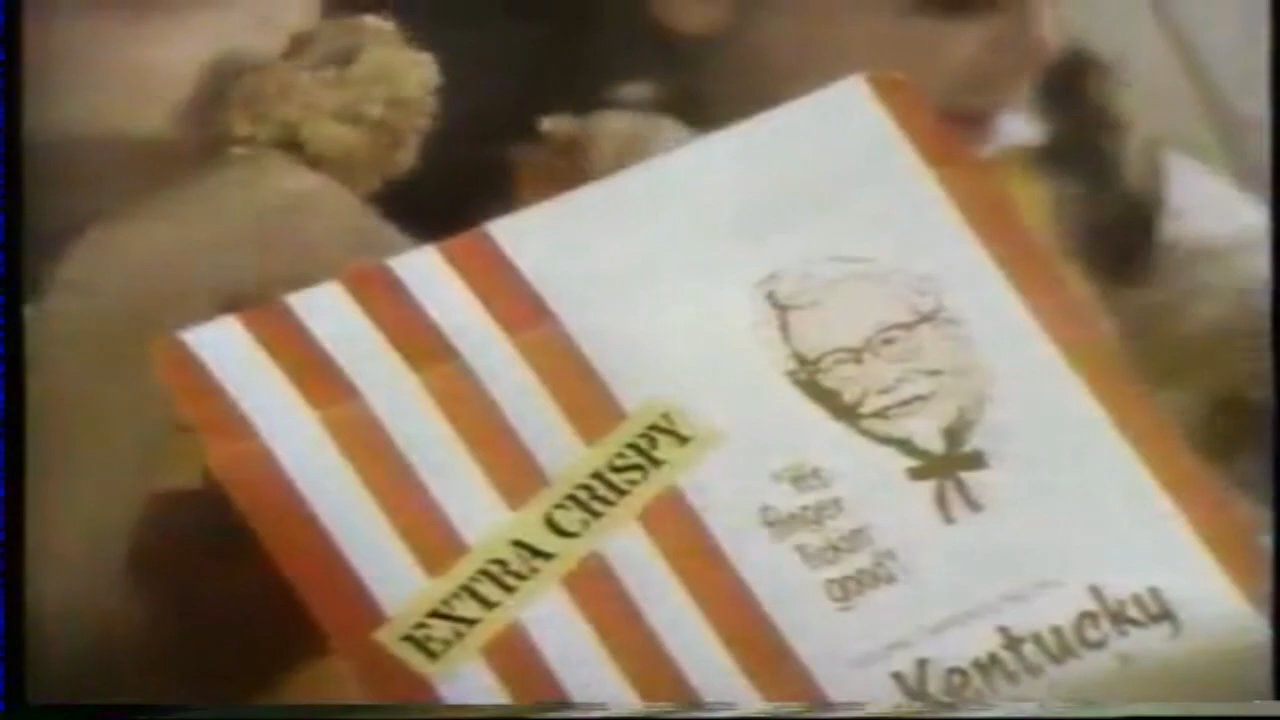 EXTRA CRISPY
"It's
finger
lickin'
good"!
Kentucky